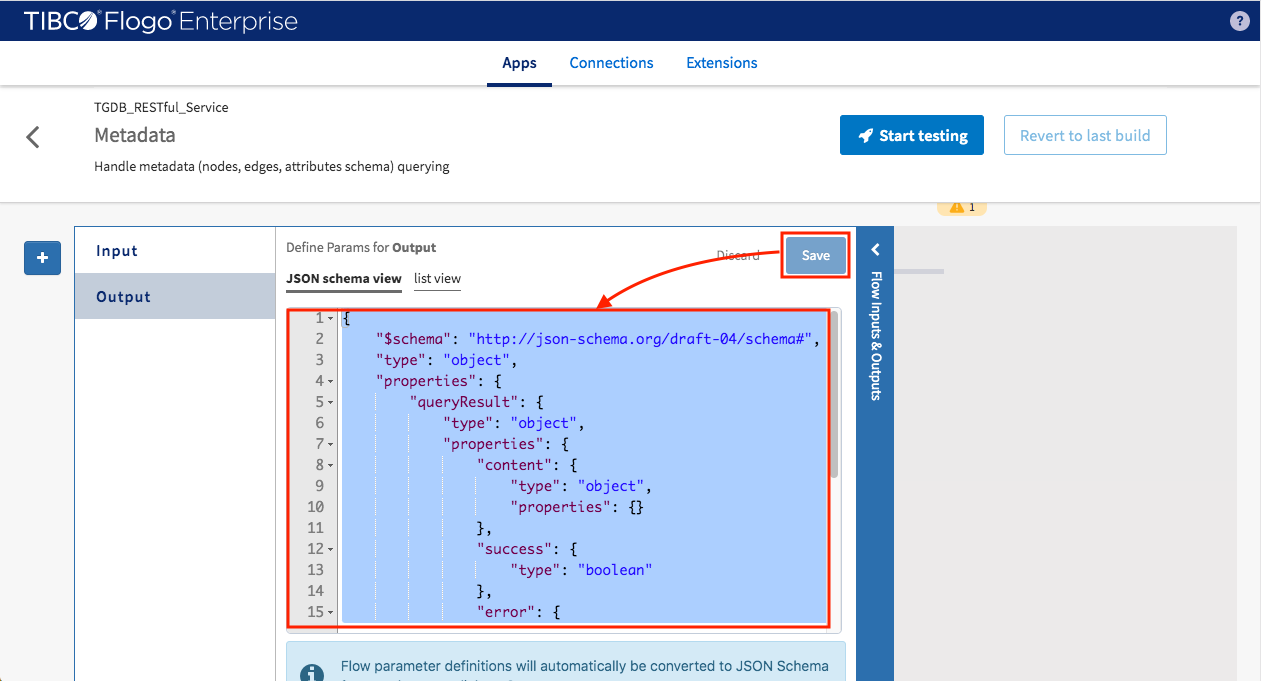 TIBCO® Flogo® Enterprise
?
Apps
Connections
Extensions
TGDB_RESTful_Service
Metadata
Handle metadata (nodes, edges, attributes schema) querying
Start testing
Revert to last build
1
+
Input
Output
Define Params for Output
Discard
Save
JSON schema view
list view
1 {
2 "$schema": "http://json-schema.org/draft-04/schema#",
3 "type": "object",
4 "properties": {
5 "queryResult": {
6 "type": "object",
7 "properties": {
8 "content": {
9 "type": "object",
10 "properties": {}
11 },
12 "success": {
13 "type": "boolean"
14 },
15 "error": {
Flow Inputs & Outputs
Flow parameter definitions will automatically be converted to JSON Schema